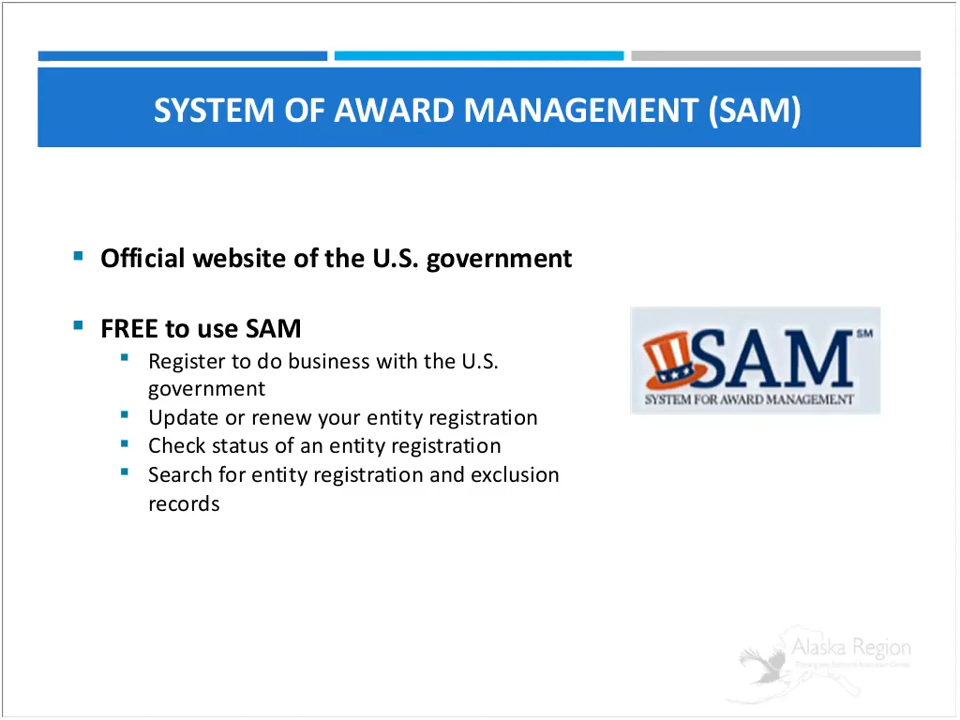 SYSTEM OF AWARD MANAGEMENT (SAM)
Official website of the U.S. government
FREE to use SAM
Register to do business with the U.S.
government
Update or renew your entity registration
Check status of an entity registration
Search for entity registration and exclusion
records
SAM SM
SYSTEM FOR AWARD MANAGEMENT
Alaska Region